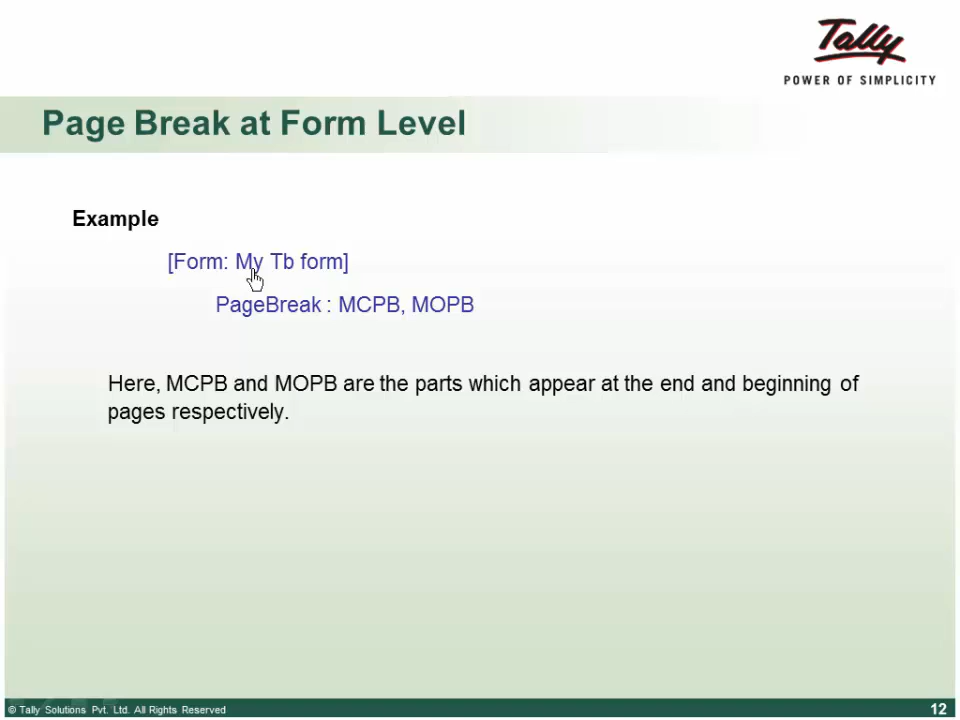 Tally
POWER OF SIMPLICITY
Page Break at Form Level
Example
[Form: My Tb form]
PageBreak : MCPB, MOPB
Here, MCPB and MOPB are the parts which appear at the end and beginning of
pages respectively.
© Tally Solutions Pvt. Ltd. All Rights Reserved
12